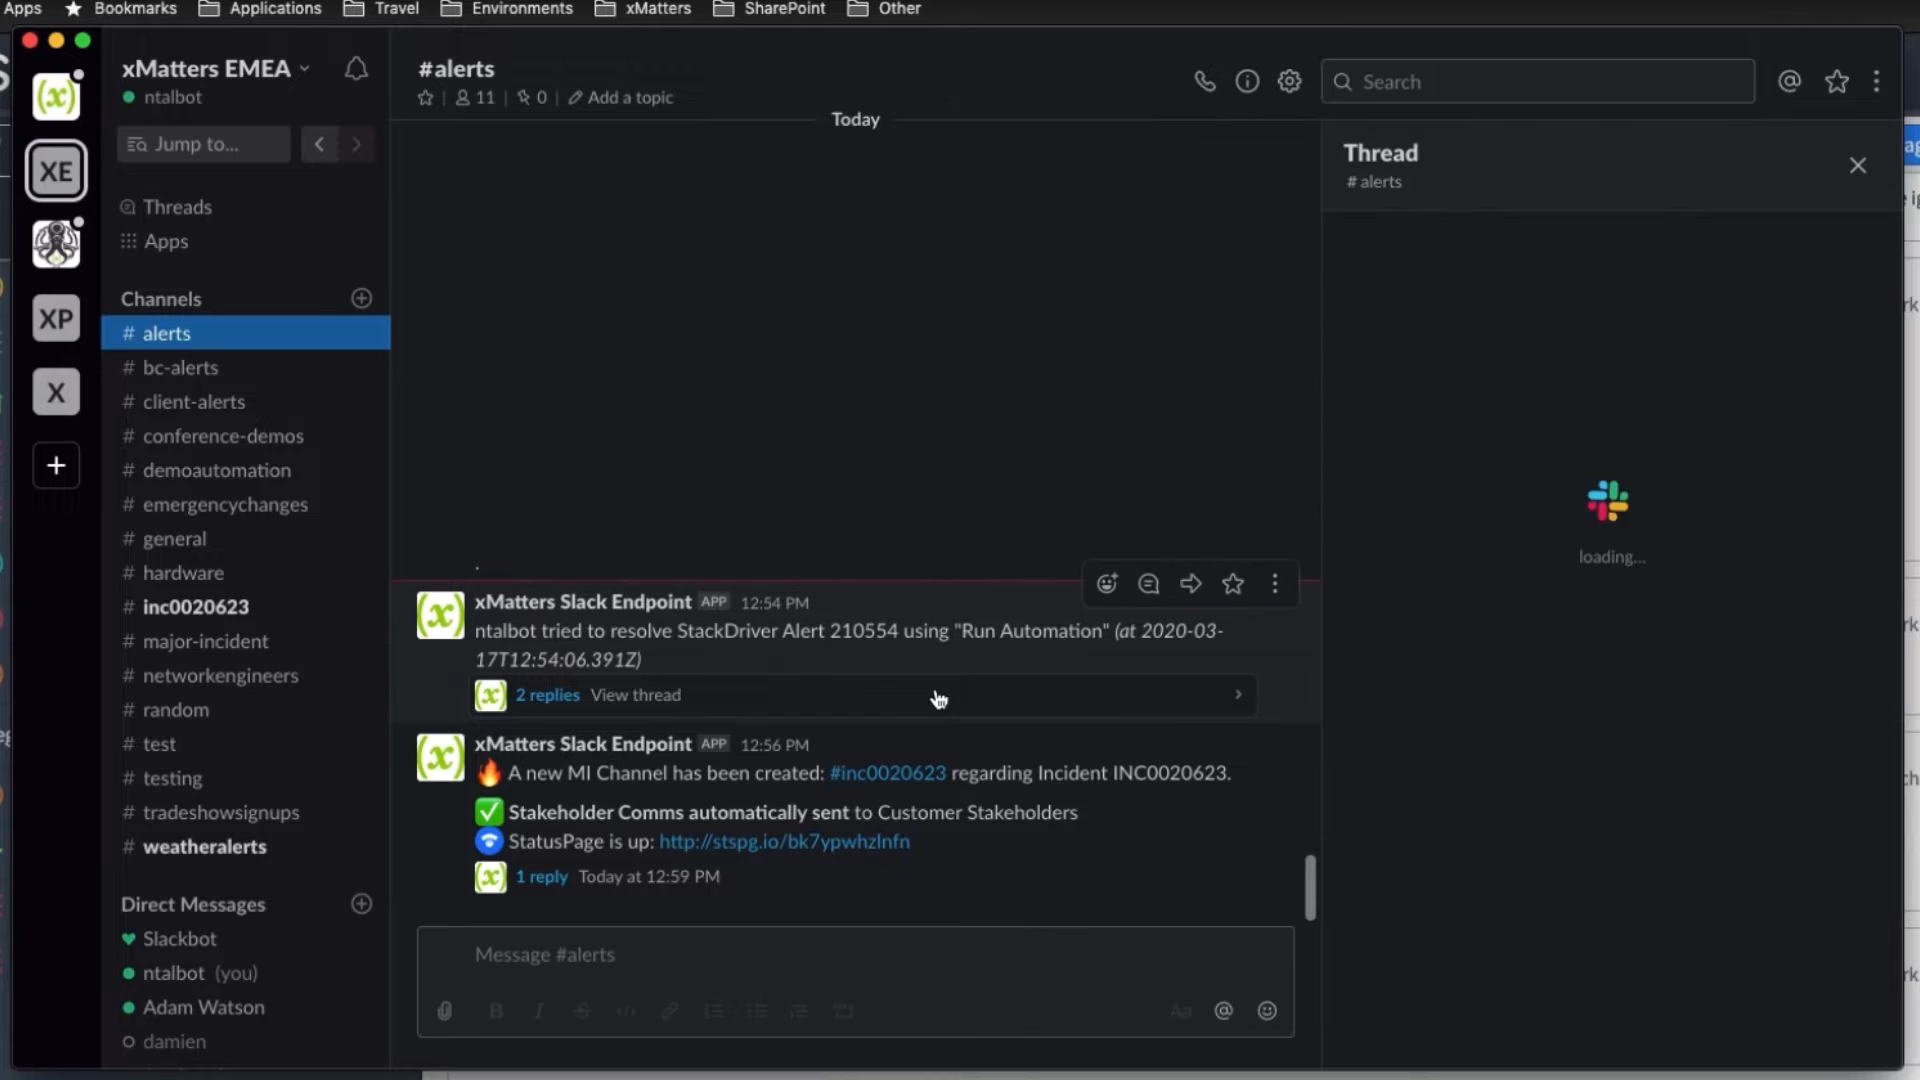 Apps Bookmarks Applications Travel Environments xMatters SharePoint Other
xMatters EMEA
ntalbot
Jump to...
XE
XP
X
Threads
Apps
Channels
# alerts
# bc-alerts
# client-alerts
# conference-demos
# demoautomation
# emergencychanges
# general
# hardware
# inc0020623
# major-incident
# networkengineers
# random
# test
# testing
# tradeshowsignups
# weatheralerts
Direct Messages
Slackbot
ntalbot (you)
Adam Watson
damien
#alerts
11 | 0 | Add a topic
Search
Today
xMatters Slack Endpoint APP 12:54 PM
ntalbot tried to resolve StackDriver Alert 210554 using "Run Automation" (at 2020-03-
17T12:54:06.391Z)
2 replies View thread
xMatters Slack Endpoint APP 12:56 PM
A new MI Channel has been created: #inc0020623 regarding Incident INC0020623.
Stakeholder Comms automatically sent to Customer Stakeholders
StatusPage is up: http://stspg.io/bk7ypwhzlnfn
1 reply Today at 12:59 PM
Message #alerts
Aa @
Thread
# alerts
loading...